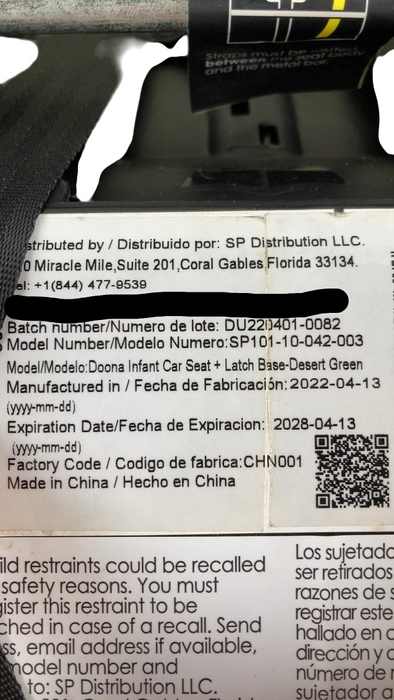 Straps must be routed
between the seat body
and the metal bar.
stributed by / Distribuido por: SP Distribution LLC.
0 Miracle Mile,Suite 201,Coral Gables,Florida 33134.
el: +1(844) 477-9539
Batch number/Numero de lote: DU220401-0082
Model Number/Modelo Numero:SP101-10-042-003
Model/Modelo:Doona Infant Car Seat + Latch Base-Desert Green
Manufactured in / Fecha de Fabricación:2022-04-13
(yyyy-mm-dd)
Expiration Date/Fecha de Expiracion: 2028-04-13
(yyyy-mm-dd)
Factory Code / Codigo de fabrica:CHN001
Made in China / Hecho en China
ild restraints could be recalled
safety reasons. You must
gister this restraint to be
ched in case of a recall. Send
ss, email address if available,
model number and
to: SP Distribution LLC.
Los sujetado
ser retirados
razones de s
registrar este
hallado en c
dirección y c
número de r
sujetador a